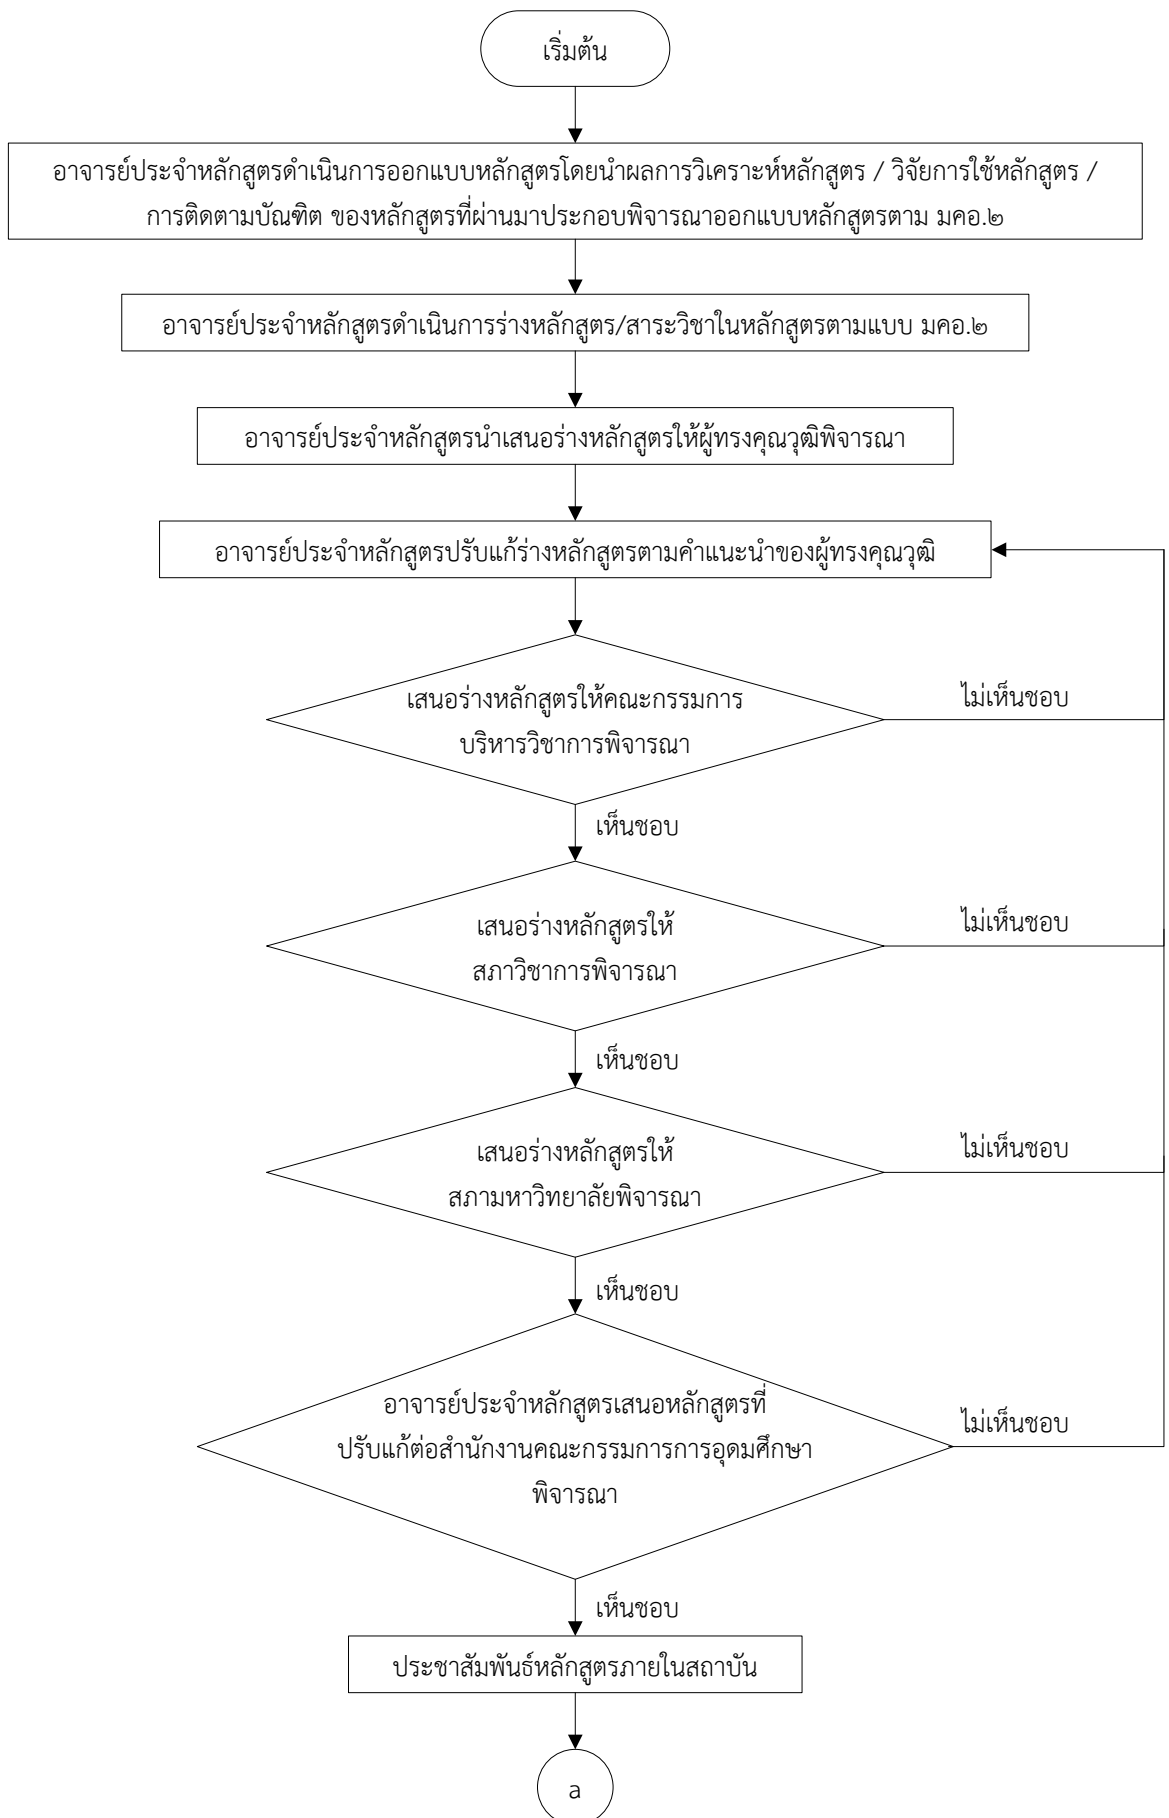 เริ่มต้น
อาจารย์ประจำหลักสูตรดำเนินการออกแบบหลักสูตรโดยนำผลการวิเคราะห์หลักสูตร / วิจัยการใช้หลักสูตร /
การติดตามบัณฑิต ของหลักสูตรที่ผ่านมาประกอบพิจารณาออกแบบหลักสูตรตาม มคอ.๒
อาจารย์ประจำหลักสูตรดำเนินการร่างหลักสูตร/สาระวิชาในหลักสูตรตามแบบ มคอ.๒
อาจารย์ประจำหลักสูตรนำเสนอร่างหลักสูตรให้ผู้ทรงคุณวุฒิพิจารณา
อาจารย์ประจำหลักสูตรปรับแก้ร่างหลักสูตรตามคำแนะนำของผู้ทรงคุณวุฒิ
เสนอร่างหลักสูตรให้คณะกรรมการ
บริหารวิชาการพิจารณา
ไม่เห็นชอบ
เห็นชอบ
เสนอร่างหลักสูตรให้
สภาวิชาการพิจารณา
ไม่เห็นชอบ
เห็นชอบ
เสนอร่างหลักสูตรให้
สภามหาวิทยาลัยพิจารณา
ไม่เห็นชอบ
เห็นชอบ
อาจารย์ประจำหลักสูตรเสนอหลักสูตรที่
ปรับแก้ต่อสำนักงานคณะกรรมการการอุดมศึกษา
พิจารณา
ไม่เห็นชอบ
เห็นชอบ
ประชาสัมพันธ์หลักสูตรภายในสถาบัน
a